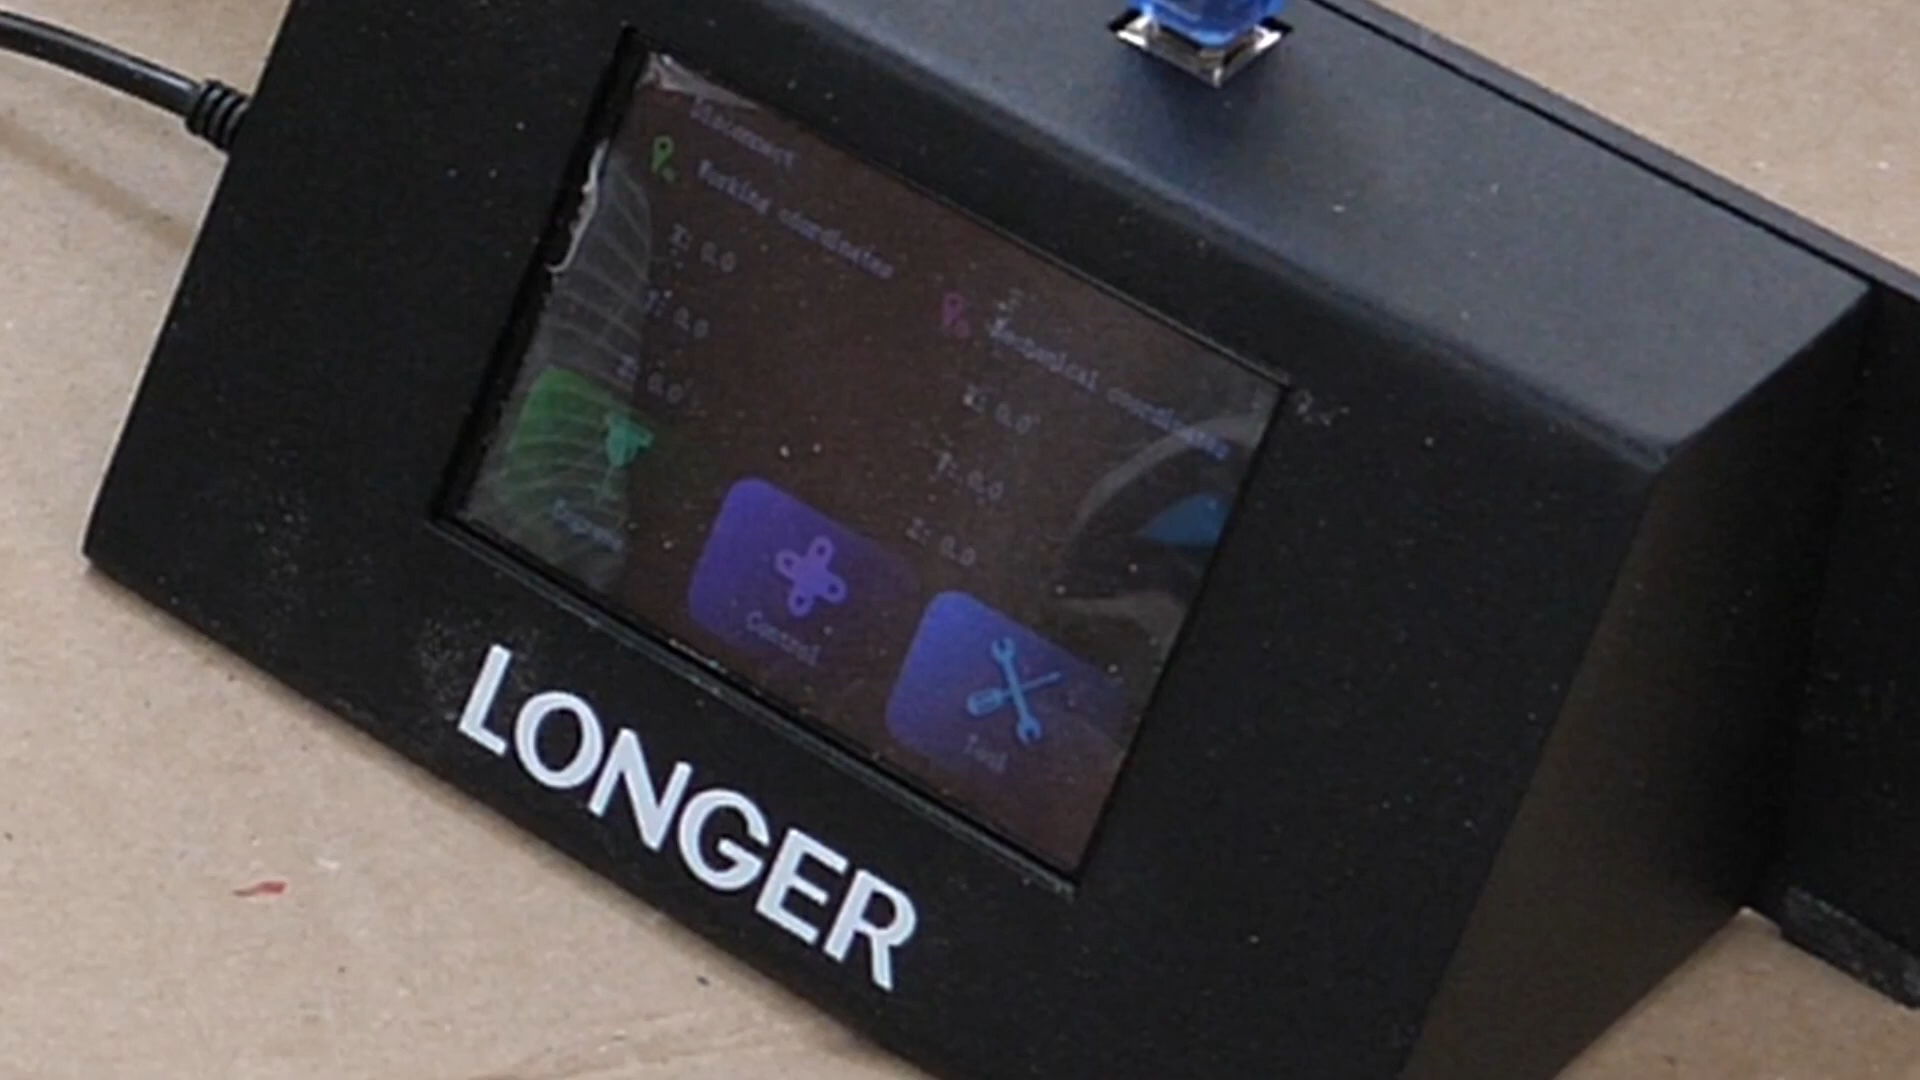 Disconnect
Working coordinates
X: 0.0
Y: 0.0
Z: 0.0
Mechanical coordinates
X: 0.0
Y: 0.0
Z: 0.0
Engrave
Control
Tool
LONGER